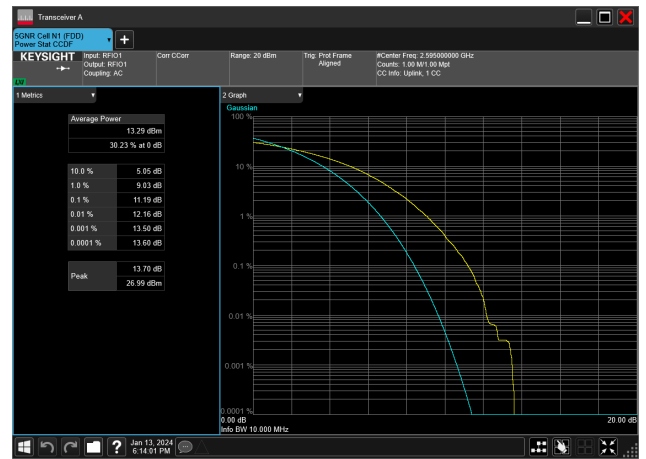 Transceiver A
5GNR Cell N1 (FDD)
Power Stat CCDF
KEYSIGHT
LXI
Input: RFIO1
Output: RFIO1
Coupling: AC
Corr CCorr
Range: 20 dBm
Trig: Prot Frame
Aligned
#Center Freq: 2.595000000 GHz
Counts: 1.00 M/1.00 Mpt
CC Info: Uplink, 1 CC
1 Metrics
Average Power
13.29 dBm
30.23 % at 0 dB
10.0 % 5.05 dB
1.0 % 9.03 dB
0.1 % 11.19 dB
0.01 % 12.16 dB
0.001 % 13.50 dB
0.0001 % 13.60 dB
Peak
13.70 dB
26.99 dBm
2 Graph
Gaussian
100 %
10 %
1 %
0.1 %
0.01 %
0.001 %
0.0001 %
0.00 dB
20.00 dB
Info BW 10.000 MHz
?
Jan 13, 2024
6:14:01 PM